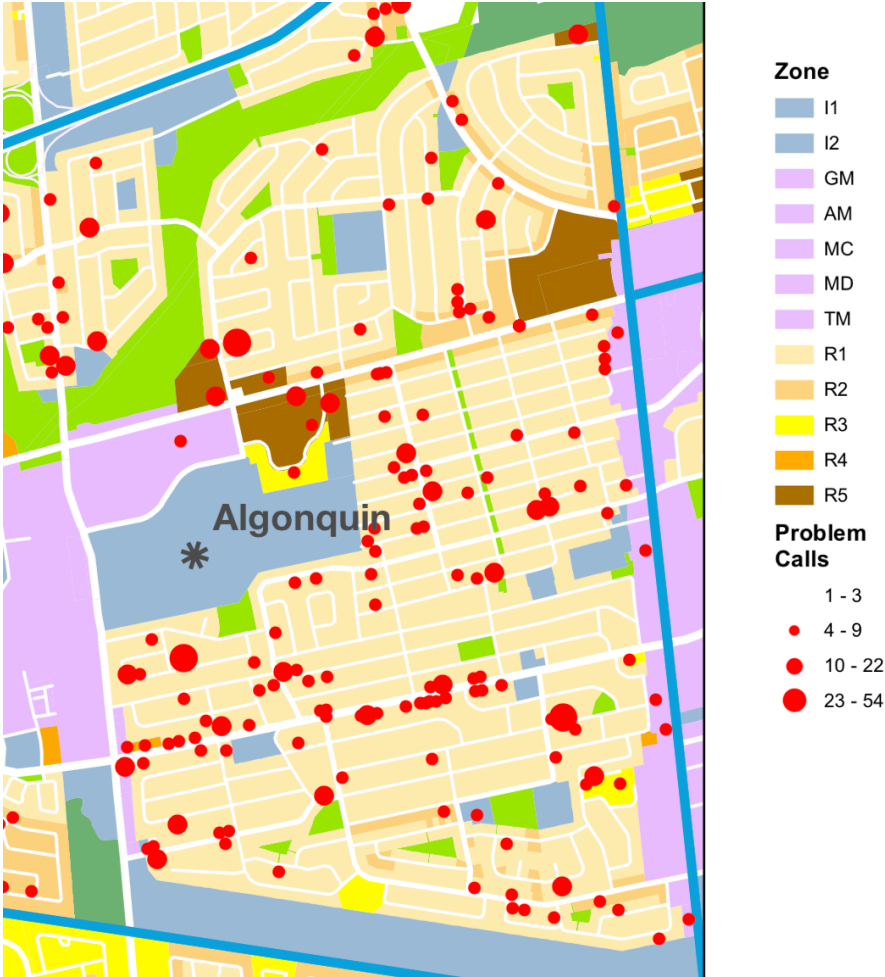 Zone
I1
I2
GM
AM
MC
MD
TM
R1
R2
R3
R4
R5
Problem
Calls
1 - 3
4 - 9
10 - 22
23 - 54
Algonquin